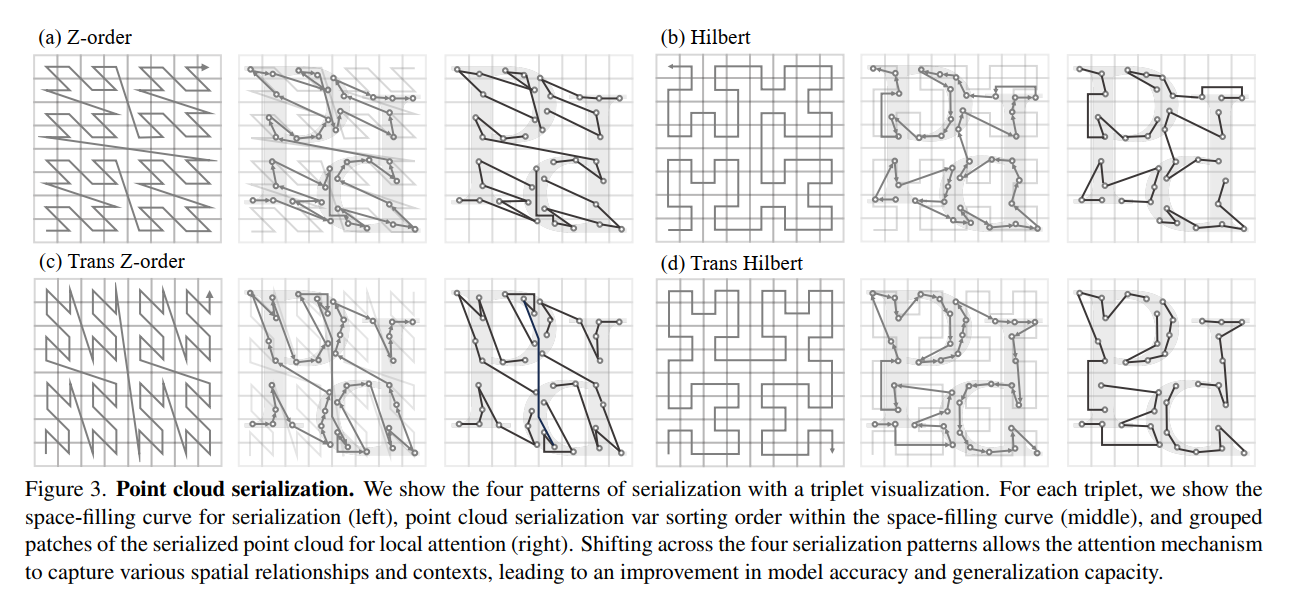 (a) Z-order
(b) Hilbert
(c) Trans Z-order
(d) Trans Hilbert
Figure 3. Point cloud serialization. We show the four patterns of serialization with a triplet visualization. For each triplet, we show the
space-filling curve for serialization (left), point cloud serialization var sorting order within the space-filling curve (middle), and grouped
patches of the serialized point cloud for local attention (right). Shifting across the four serialization patterns allows the attention mechanism
to capture various spatial relationships and contexts, leading to an improvement in model accuracy and generalization capacity.